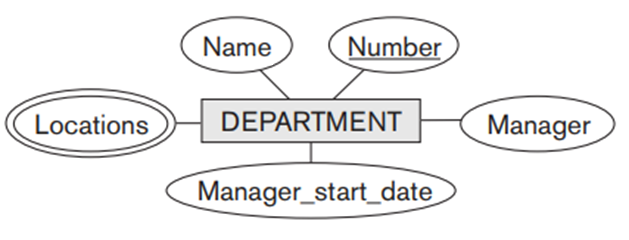 Name
Number
Locations
DEPARTMENT
Manager
Manager_start_date